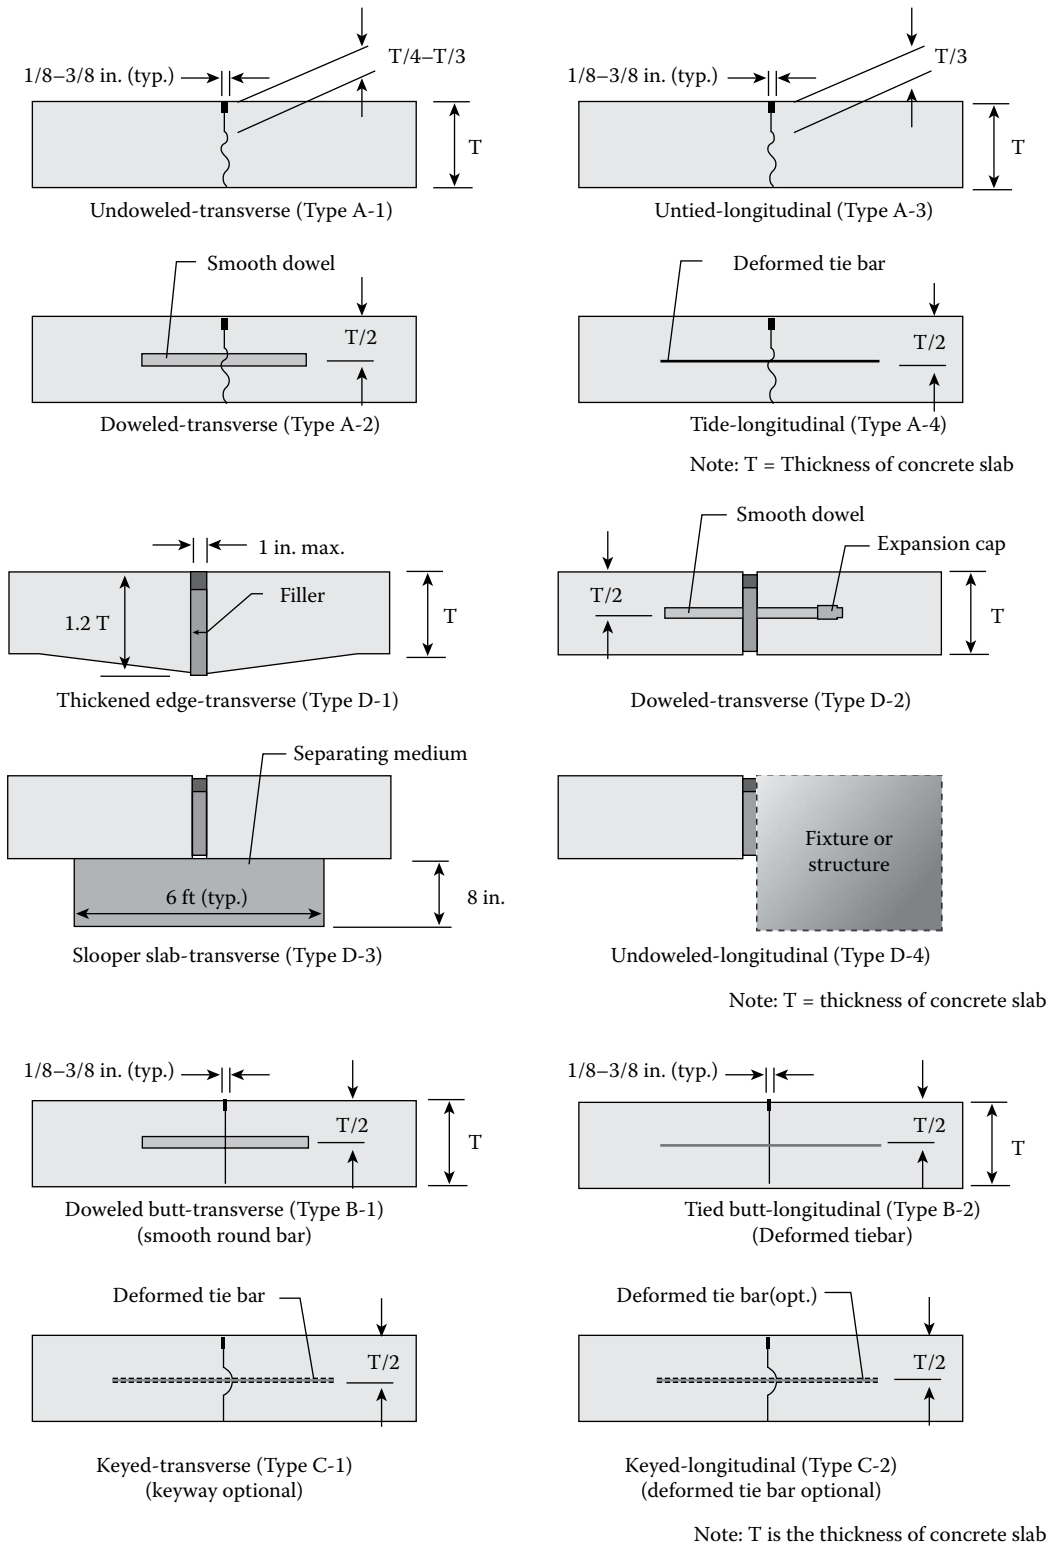 1/8–3/8 in. (typ.)
T/4–T/3
T
Undoweled-transverse (Type A-1)
1/8–3/8 in. (typ.)
T/3
T
Untied-longitudinal (Type A-3)
Smooth dowel
T/2
Doweled-transverse (Type A-2)
Deformed tie bar
T/2
Tide-longitudinal (Type A-4)
Note: T = Thickness of concrete slab
1 in. max.
1.2 T
Filler
T
Thickened edge-transverse (Type D-1)
Smooth dowel
Expansion cap
T/2
T
Doweled-transverse (Type D-2)
Separating medium
6 ft (typ.)
8 in.
Slooper slab-transverse (Type D-3)
Fixture or
structure
Undoweled-longitudinal (Type D-4)
Note: T = thickness of concrete slab
1/8–3/8 in. (typ.)
T/2
T
Doweled butt-transverse (Type B-1)
(smooth round bar)
1/8–3/8 in. (typ.)
T/2
T
Tied butt-longitudinal (Type B-2)
(Deformed tiebar)
Deformed tie bar
T/2
Keyed-transverse (Type C-1)
(keyway optional)
Deformed tie bar(opt.)
T/2
Keyed-longitudinal (Type C-2)
(deformed tie bar optional)
Note: T is the thickness of concrete slab